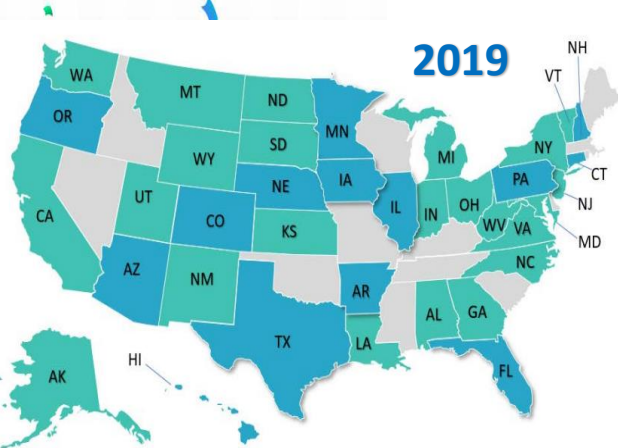 2019
NH
VT
WA
MT
ND
MN
OR
SD
MI
NY
WY
CT
NE
IA
PA
NJ
UT
IL
IN
OH
CA
CO
KS
WV
VA
MD
NC
AZ
NM
AR
AL
GA
TX
LA
HI
AK
FL